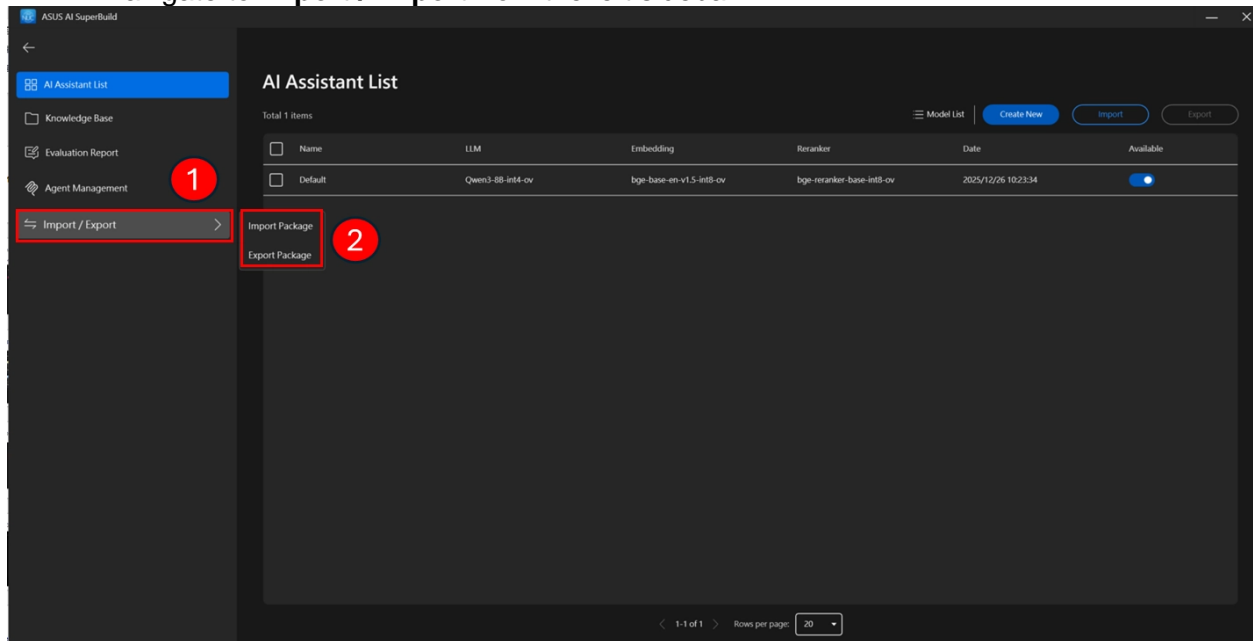 ASUS AI SuperBuild
AI Assistant List
Knowledge Base
Evaluation Report
Agent Management
Import / Export
1
Import Package
Export Package
2
AI Assistant List
Total 1 items
Model List
Create New
Import
Export
Name LLM Embedding Reranker Date Available
Default Qwen3-8B-int4-ov bge-base-en-v1.5-int8-ov bge-reranker-base-int8-ov 2025/12/26 10:23:34
1-1 of 1 Rows per page: 20